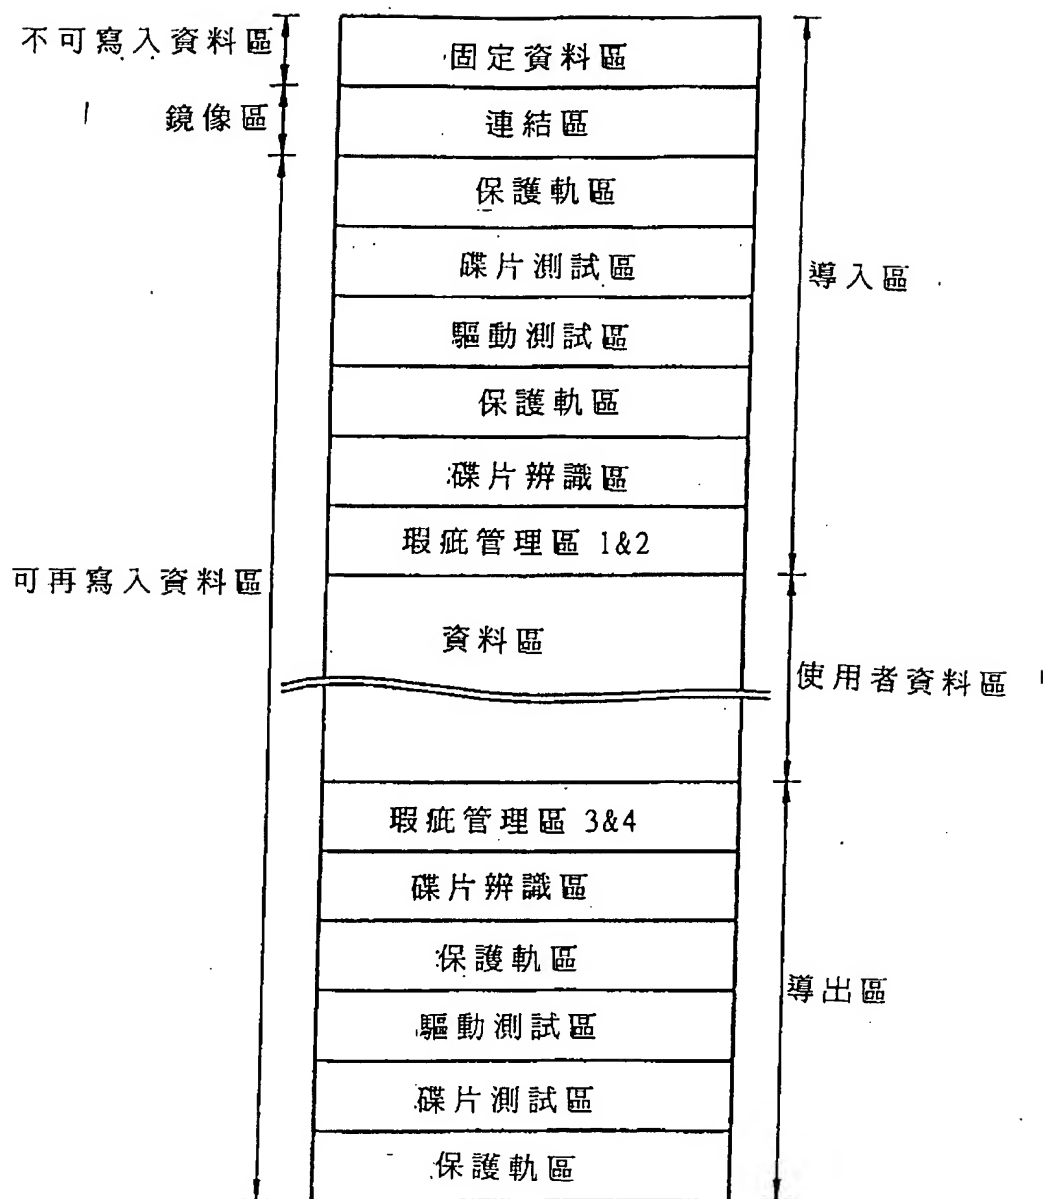 不可寫入資料區
固定資料區
鏡像區
連結區
保護軌區
碟片測試區
導入區
驅動測試區
保護軌區
碟片辨識區
瑕疵管理區 1&2
可再寫入資料區
資料區
使用者資料區
瑕疵管理區 3&4
碟片辨識區
保護軌區
導出區
驅動測試區
碟片測試區
保護軌區